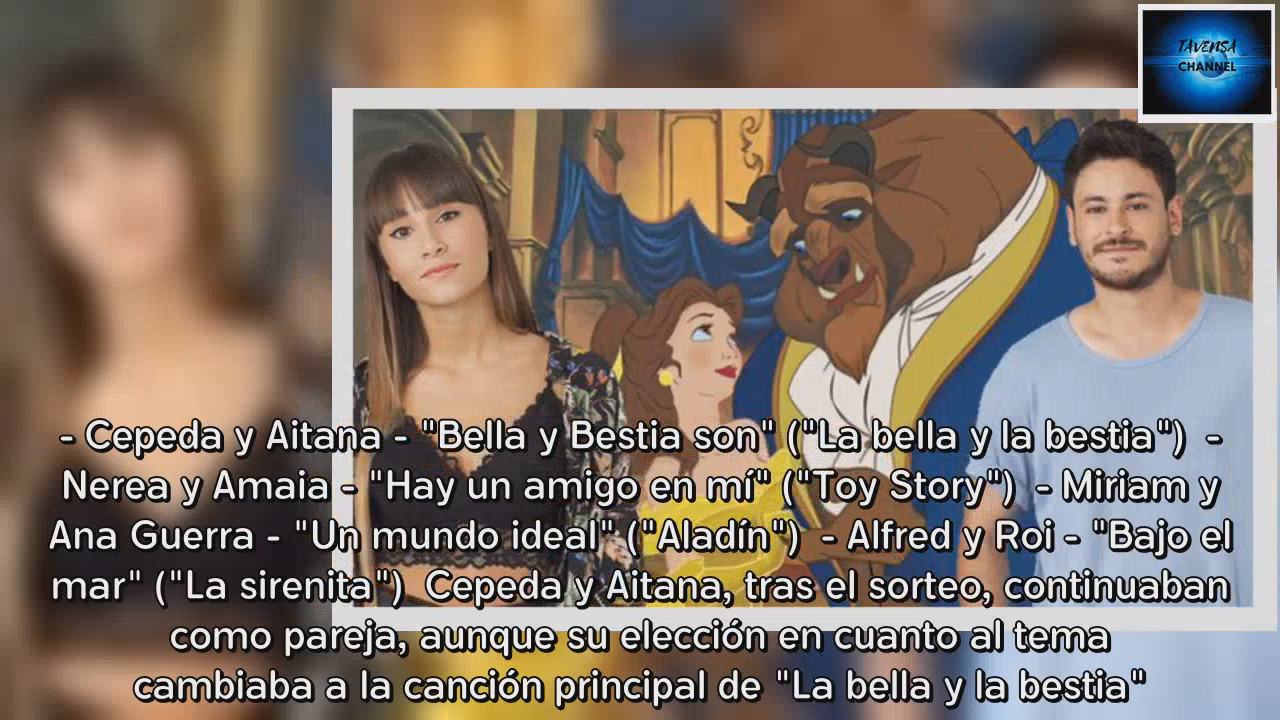 TAVENSA
CHANNEL
- Cepeda y Aitana - "Bella y Bestia son" ("La bella y la bestia")  -
Nerea y Amaia - "Hay un amigo en mí" ("Toy Story")  - Miriam y
Ana Guerra - "Un mundo ideal" ("Aladín")  - Alfred y Roi - "Bajo el
mar" ("La sirenita")  Cepeda y Aitana, tras el sorteo, continuaban
como pareja, aunque su elección en cuanto al tema
cambiaba a la canción principal de "La bella y la bestia"